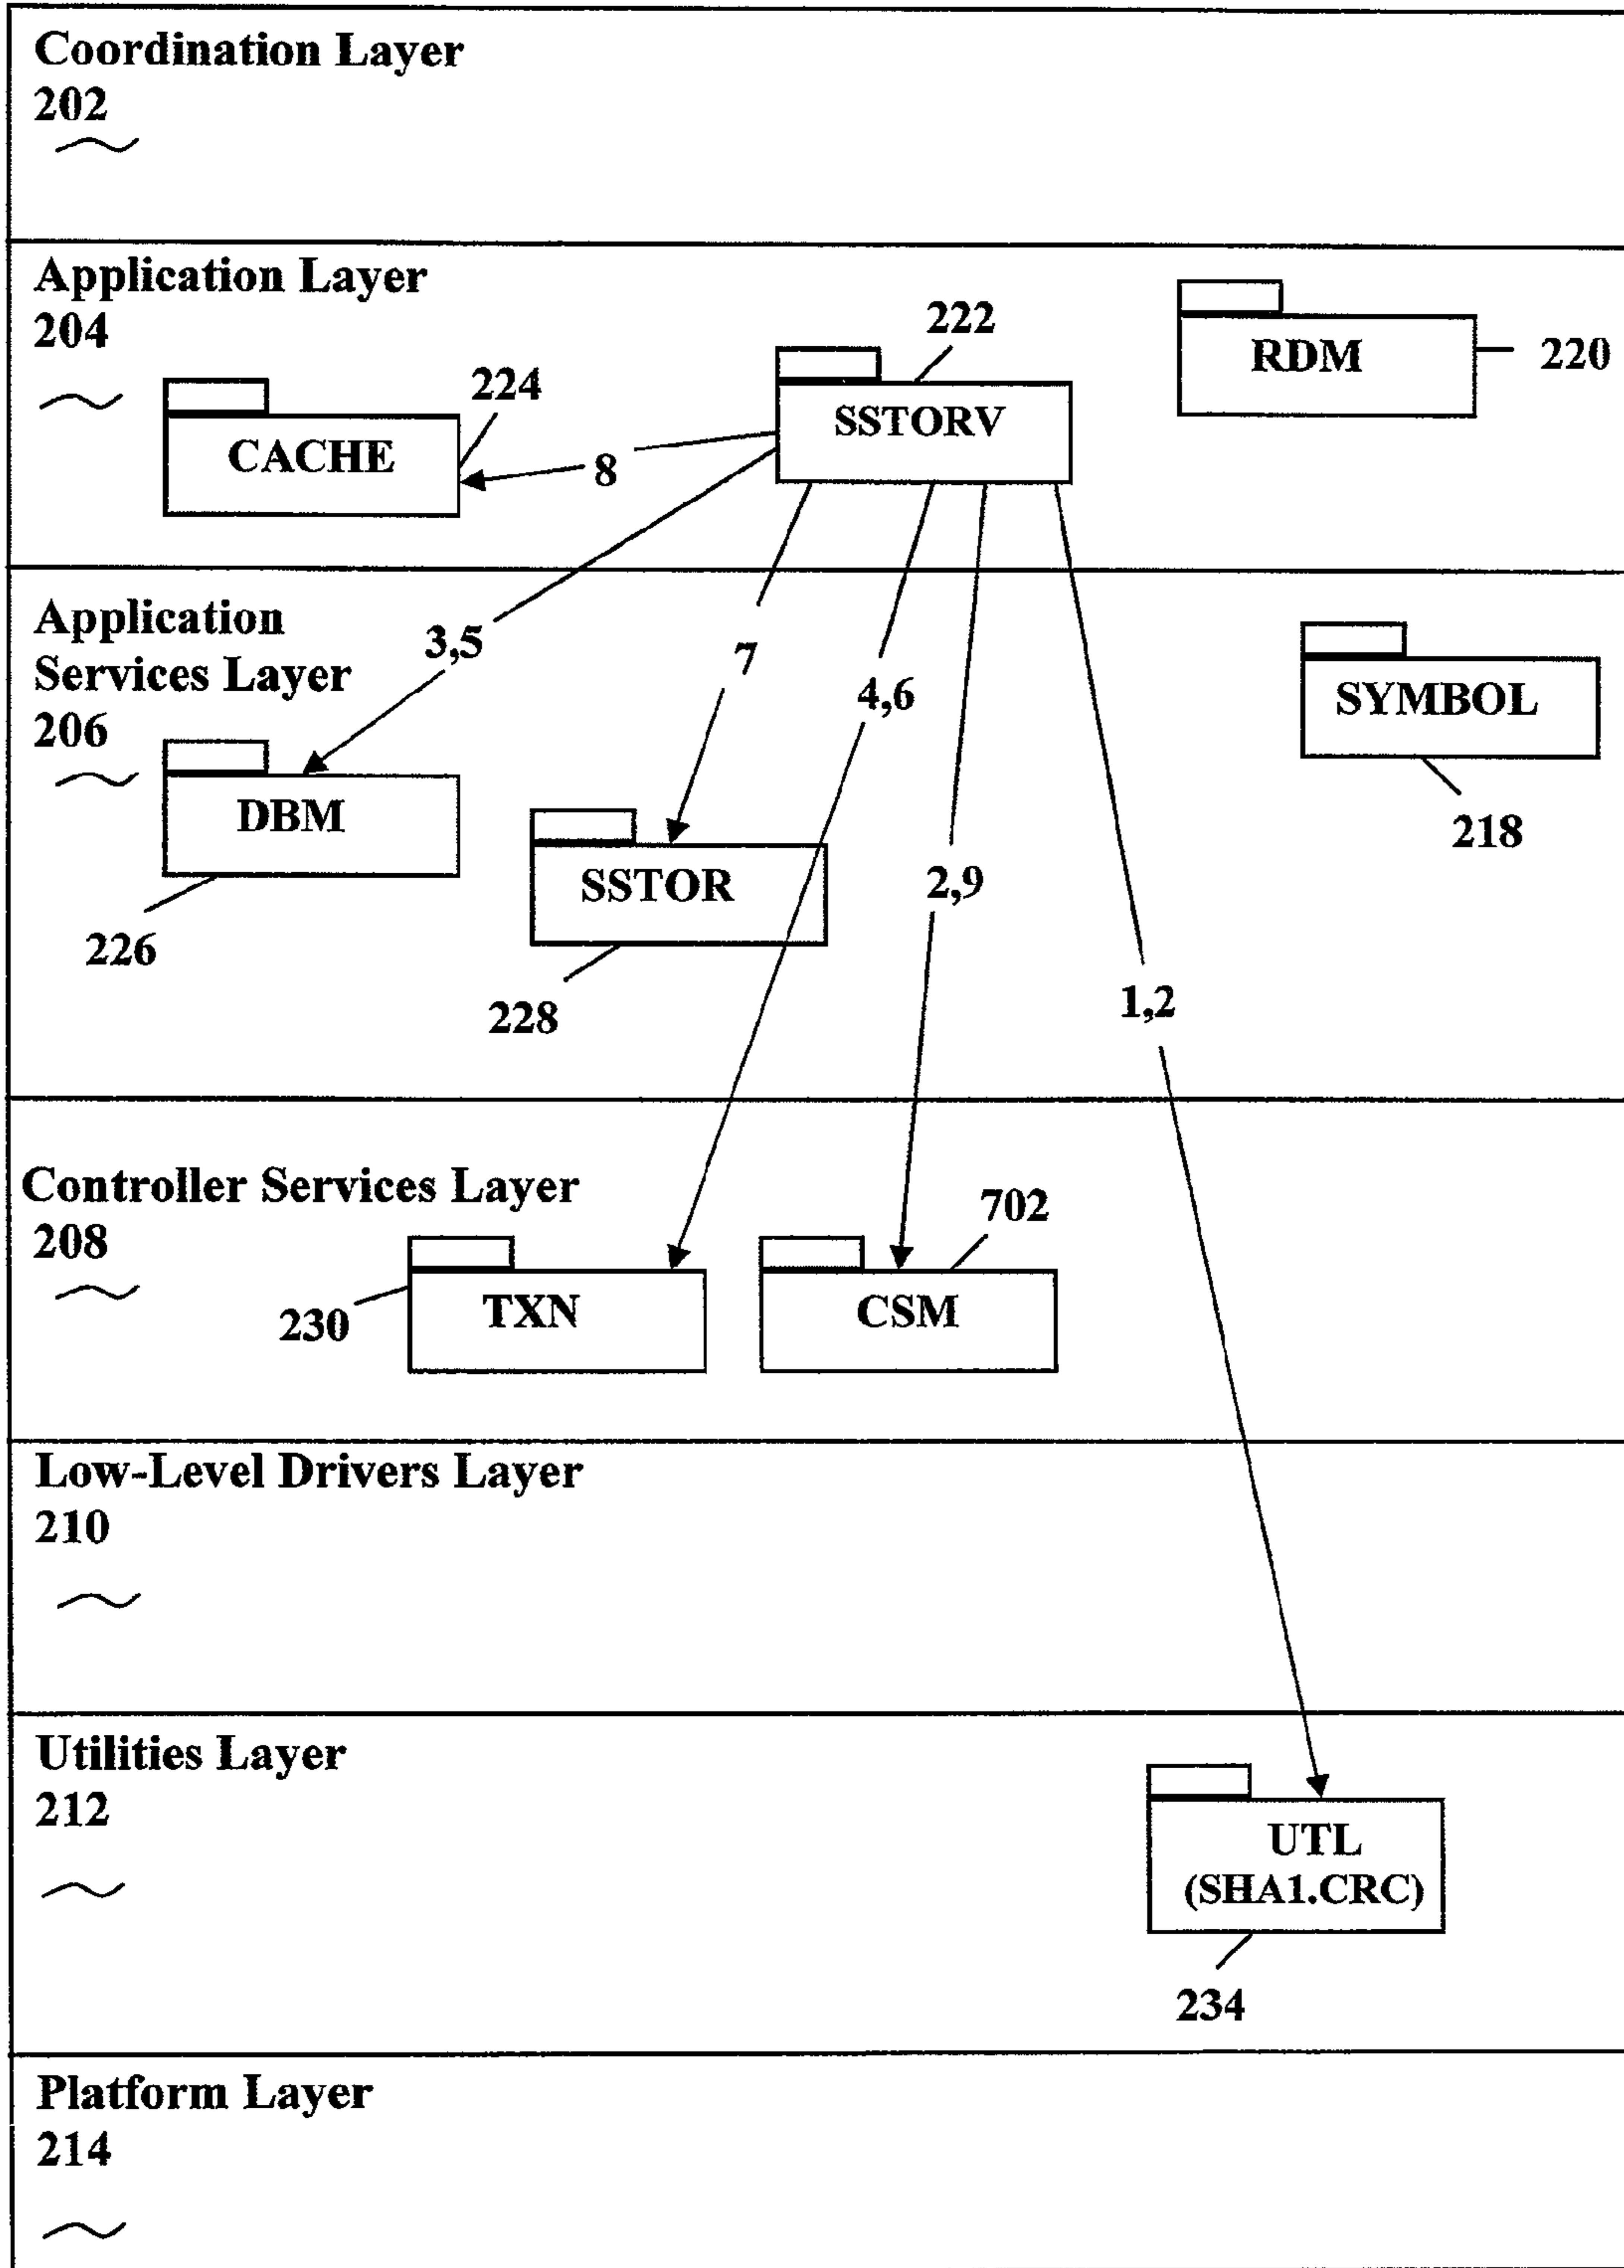 Coordination Layer
202
Application Layer
204
222
RDM
220
224
SSTORV
CACHE
8
Application
Services Layer
206
3,5
7
4,6
SYMBOL
218
DBM
226
SSTOR
228
2,9
1,2
Controller Services Layer
208
702
230
TXN
CSM
Low-Level Drivers Layer
210
Utilities Layer
212
UTL
(SHA1.CRC)
234
Platform Layer
214